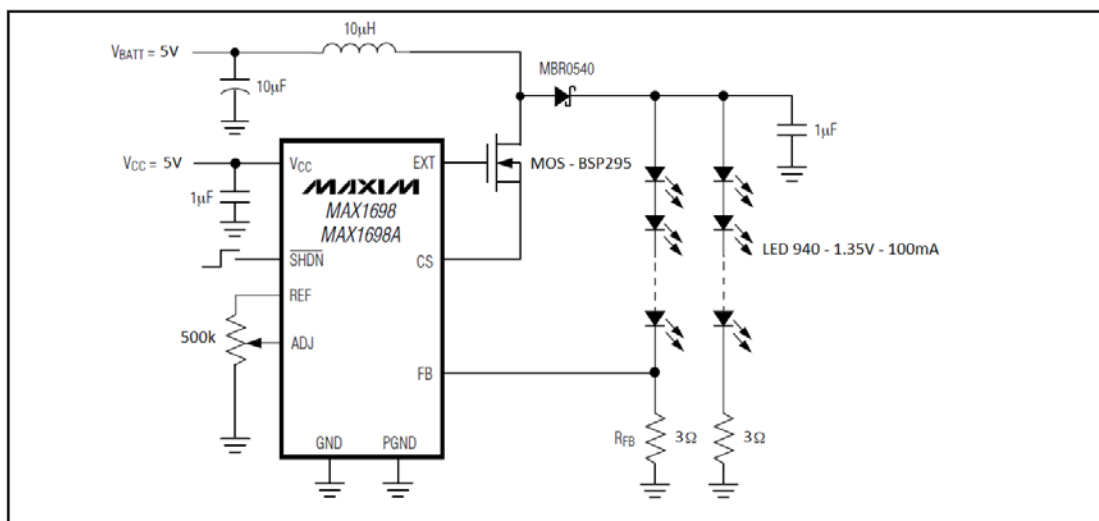 10μH
VBATT = 5V
MBR0540
10μF
1μF
VCC = 5V
VCC
EXT
MOS - BSP295
1μF
MAXIM
MAX1698
MAX1698A
LED 940 - 1.35V - 100mA
SHDN
CS
REF
500k
ADJ
FB
RFB
3Ω
3Ω
GND
PGND